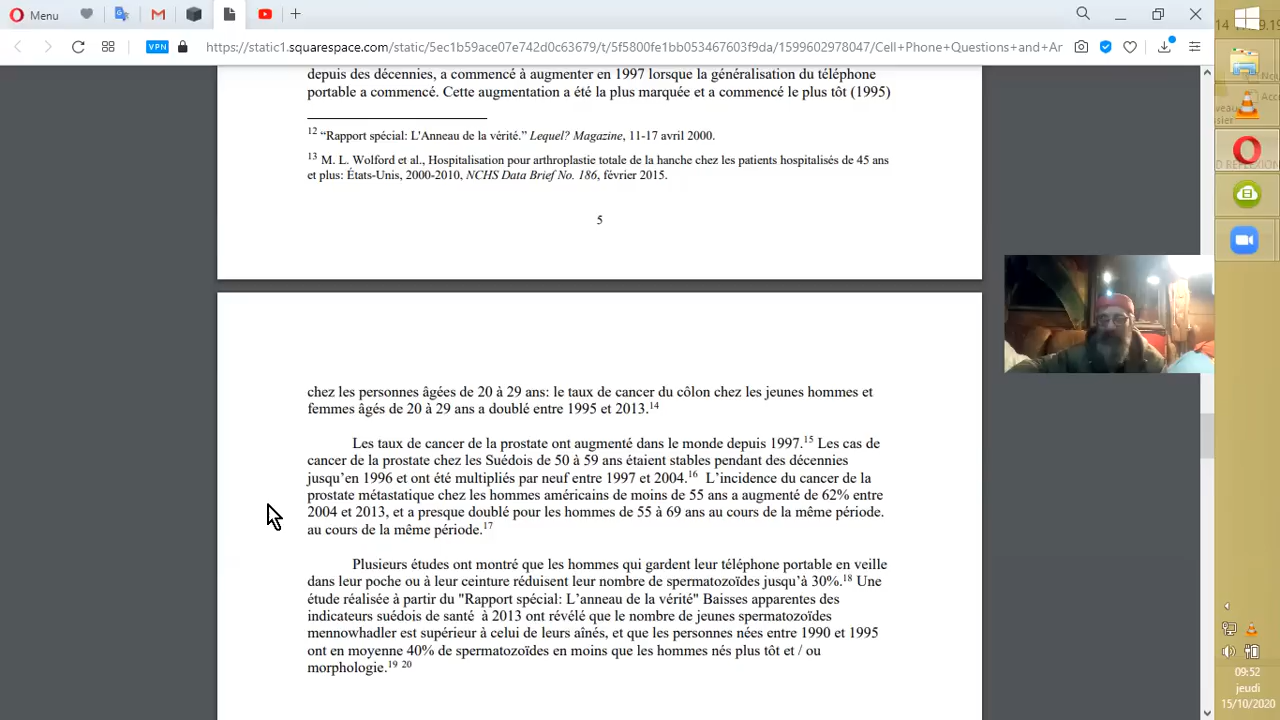 Menu
VPN
https://static1.squarespace.com/static/5ec1b59ace8f7e742d0c63679/t/5f5800fe1bb053467603f9da/1599602978047/Cell+Phone+Questions+and+Ar
depuis des décennies, a commencé à augmenter en 1997 lorsque la généralisation du téléphone
portable a commencé. Cette augmentation a été la plus marquée et a commencé le plus tôt (1995)
12 “Rapport spécial: L'Anneau de la vérité.” Lequel? Magazine, 11-17 avril 2000.
13 M. L. Wolford et al., Hospitalisation pour arthroplastie totale de la hanche chez les patients hospitalisés de 45 ans
et plus: États-Unis, 2000-2010, NCHS Data Brief No. 186, février 2015.
5
chez les personnes âgées de 20 à 29 ans: le taux de cancer du côlon chez les jeunes hommes et
femmes âgés de 20 à 29 ans a doublé entre 1995 et 2013.14
Les taux de cancer de la prostate ont augmenté dans le monde depuis 1997.15 Les cas de
cancer de la prostate chez les Suédois de 50 à 59 ans étaient stables pendant des décennies
jusqu’en 1996 et ont été multipliés par neuf entre 1997 et 2004.16 L’incidence du cancer de la
prostate métastatique chez les hommes américains de moins de 55 ans a augmenté de 62% entre
2004 et 2013, et a presque doublé pour les hommes de 55 à 69 ans au cours de la même période.
au cours de la même période.17
Plusieurs études ont montré que les hommes qui gardent leur téléphone portable en veille
dans leur poche ou à leur ceinture réduisent leur nombre de spermatozoïdes jusqu’à 30%.18 Une
étude réalisée à partir du "Rapport spécial: L’anneau de la vérité" Baisses apparentes des
indicateurs suédois de santé à 2013 ont révélé que le nombre de jeunes spermatozoïdes
mennowhadler est supérieur à celui de leurs aînés, et que les personnes nées entre 1990 et 1995
ont en moyenne 40% de spermatozoïdes en moins que les hommes nés plus tôt et / ou
morphologie.19 20
09:52
jeudi
15/10/2020